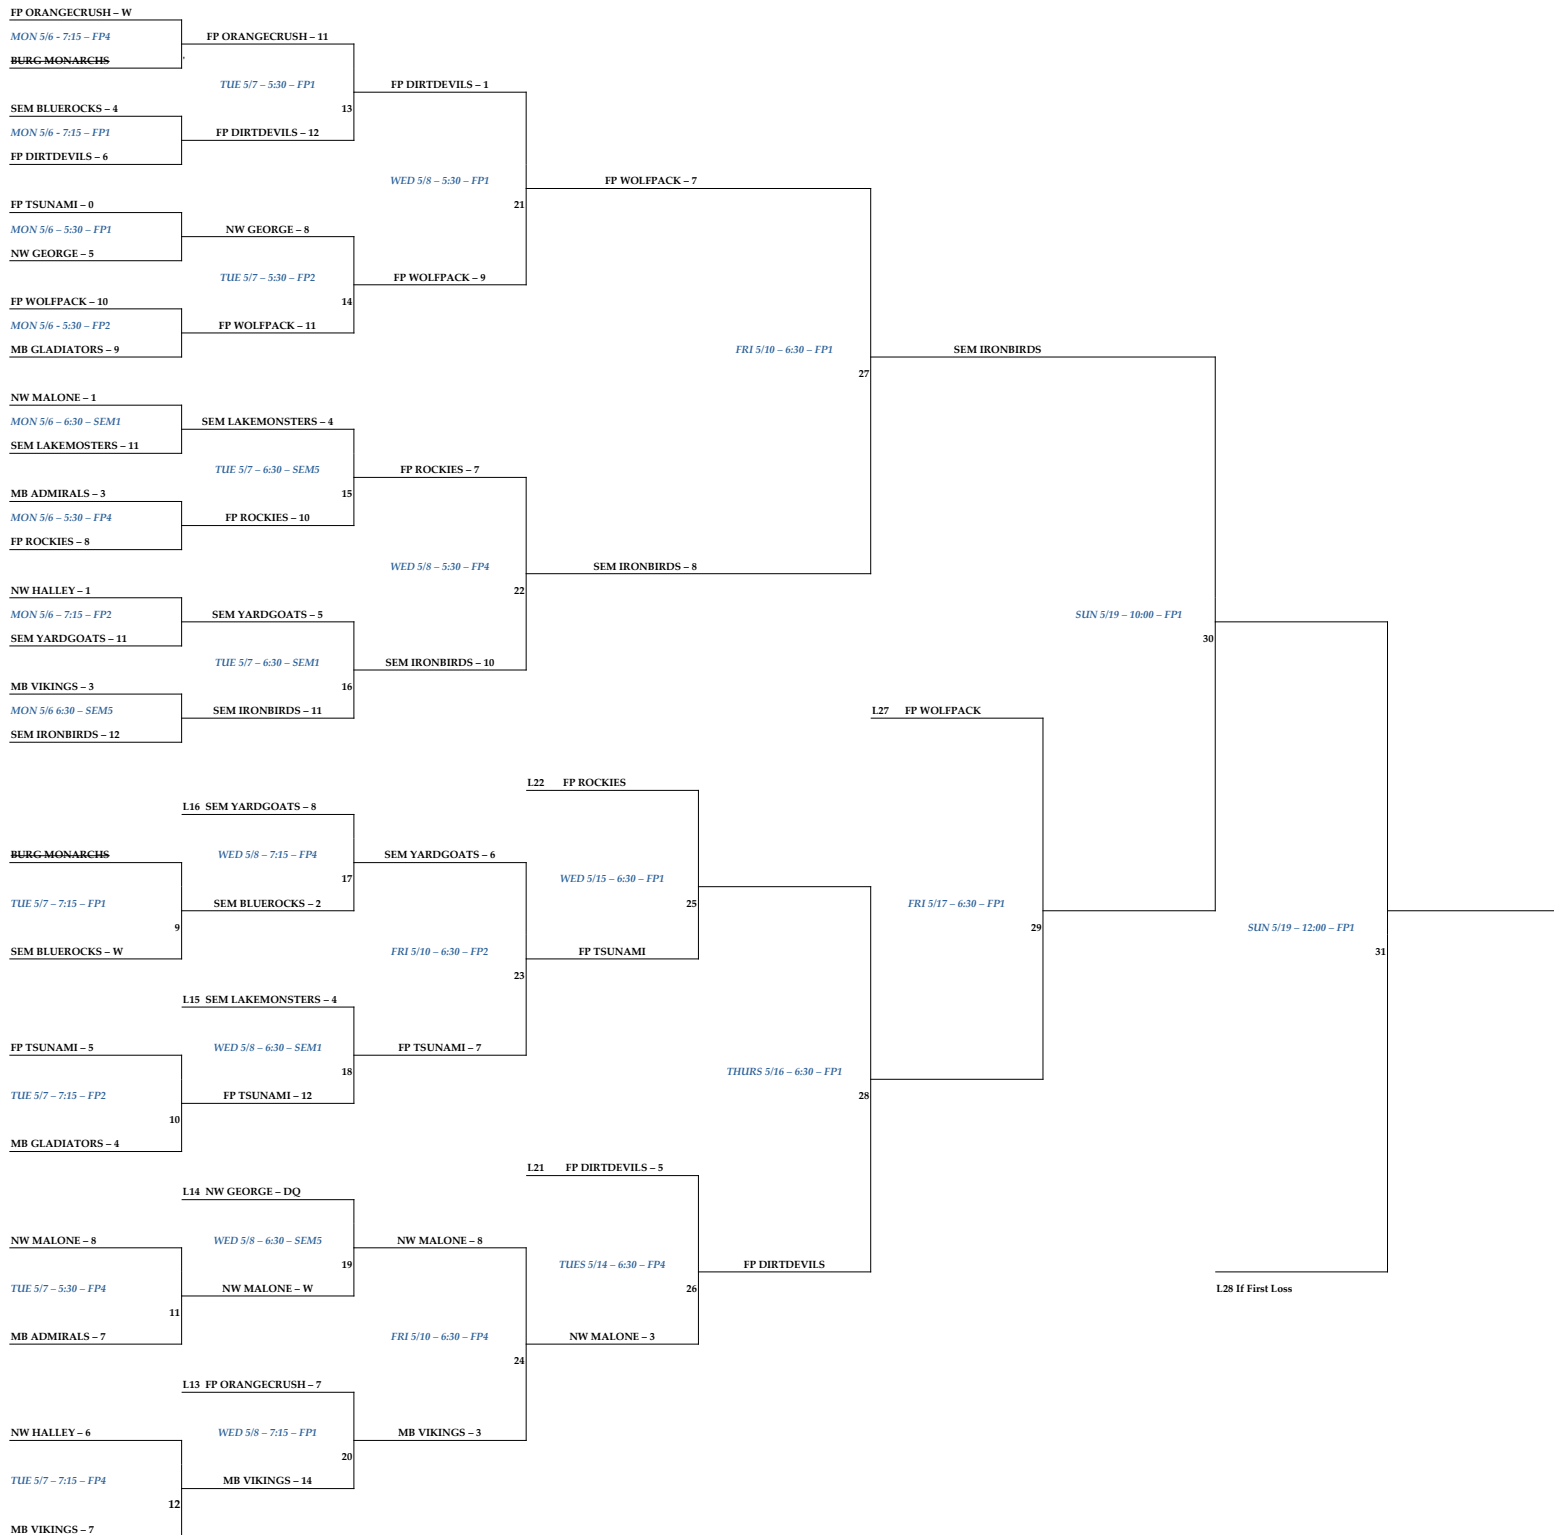 FP ORANGECRUSH – W
MON 5/6 - 7:15 – FP4
FP ORANGECRUSH – 11
BURG MONARCHS
TUE 5/7 – 5:30 – FP1
FP DIRTDEVILS – 1
SEM BLUEROCKS – 4
13
MON 5/6 - 7:15 – FP1
FP DIRTDEVILS – 12
FP DIRTDEVILS – 6
WED 5/8 – 5:30 – FP1
FP WOLFPACK – 7
FP TSUNAMI – 0
21
MON 5/6 – 5:30 – FP1
NW GEORGE – 8
NW GEORGE – 5
TUE 5/7 – 5:30 – FP2
FP WOLFPACK – 9
FP WOLFPACK – 10
14
MON 5/6 - 5:30 – FP2
FP WOLFPACK – 11
MB GLADIATORS – 9
FRI 5/10 – 6:30 – FP1
SEM IRONBIRDS
27
NW MALONE – 1
MON 5/6 – 6:30 – SEM1
SEM LAKEMONSTERS – 4
SEM LAKEMOSTERS – 11
TUE 5/7 – 6:30 – SEM5
FP ROCKIES – 7
MB ADMIRALS – 3
15
MON 5/6 – 5:30 – FP4
FP ROCKIES – 10
FP ROCKIES – 8
WED 5/8 – 5:30 – FP4
SEM IRONBIRDS – 8
NW HALLEY – 1
22
MON 5/6 – 7:15 – FP2
SEM YARDGOATS – 5
SUN 5/19 – 10:00 – FP1
SEM YARDGOATS – 11
30
TUE 5/7 – 6:30 – SEM1
SEM IRONBIRDS – 10
MB VIKINGS – 3
16
MON 5/6 6:30 – SEM5
SEM IRONBIRDS – 11
L27 FP WOLFPACK
SEM IRONBIRDS – 12
L22 FP ROCKIES
L16 SEM YARDGOATS – 8
BURG MONARCHS
WED 5/8 – 7:15 – FP4
SEM YARDGOATS – 6
17
WED 5/15 – 6:30 – FP1
TUE 5/7 – 7:15 – FP1
SEM BLUEROCKS – 2
25
FRI 5/17 – 6:30 – FP1
9
29
SUN 5/19 – 12:00 – FP1
SEM BLUEROCKS – W
FRI 5/10 – 6:30 – FP2
FP TSUNAMI
31
23
L15 SEM LAKEMONSTERS – 4
FP TSUNAMI – 5
WED 5/8 – 6:30 – SEM1
FP TSUNAMI – 7
18
THURS 5/16 – 6:30 – FP1
TUE 5/7 – 7:15 – FP2
FP TSUNAMI – 12
28
10
MB GLADIATORS – 4
L21 FP DIRTDEVILS – 5
L14 NW GEORGE – DQ
NW MALONE – 8
WED 5/8 – 6:30 – SEM5
NW MALONE – 8
19
TUES 5/14 – 6:30 – FP4
FP DIRTDEVILS
TUE 5/7 – 5:30 – FP4
NW MALONE – W
26
L28 If First Loss
11
MB ADMIRALS – 7
FRI 5/10 – 6:30 – FP4
NW MALONE – 3
24
L13 FP ORANGECRUSH – 7
NW HALLEY – 6
WED 5/8 – 7:15 – FP1
MB VIKINGS – 3
20
TUE 5/7 – 7:15 – FP4
MB VIKINGS – 14
12
MB VIKINGS – 7